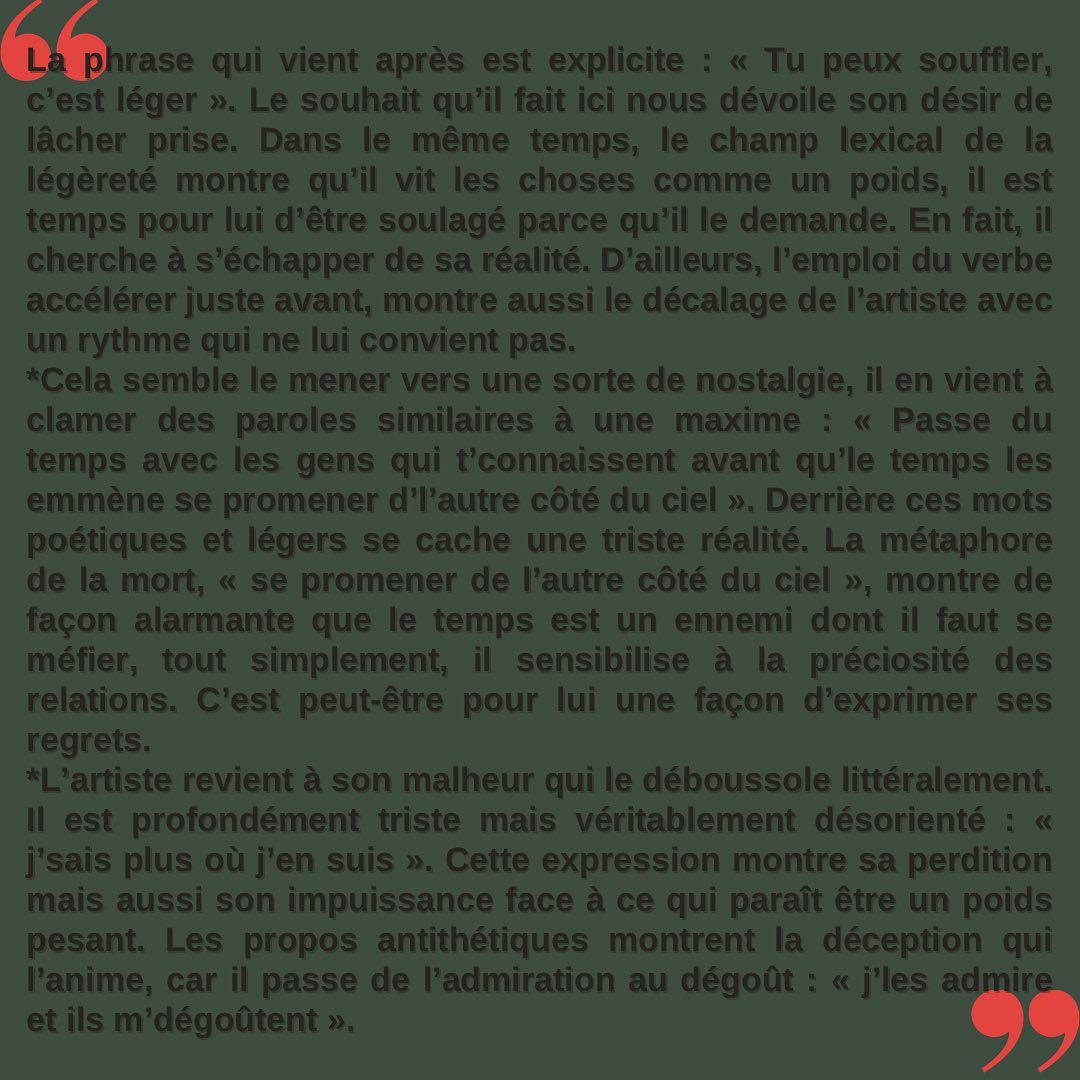 La phrase qui vient après est explicite : « Tu peux souffler,
c’est léger ». Le souhait qu’il fait ici nous dévoile son désir de
lâcher prise. Dans le même temps, le champ lexical de la
légèreté montre qu’il vit les choses comme un poids, il est
temps pour lui d’être soulagé parce qu’il le demande. En fait, il
cherche à s’échapper de sa réalité. D’ailleurs, l’emploi du verbe
accélérer juste avant, montre aussi le décalage de l’artiste avec
un rythme qui ne lui convient pas.
*Cela semble le mener vers une sorte de nostalgie, il en vient à
clamer des paroles similaires à une maxime : « Passe du
temps avec les gens qui t’connaissent avant qu’le temps les
emmène se promener d’l’autre côté du ciel ». Derrière ces mots
poétiques et légers se cache une triste réalité. La métaphore
de la mort, « se promener de l’autre côté du ciel », montre de
façon alarmante que le temps est un ennemi dont il faut se
méfier, tout simplement, il sensibilise à la préciosité des
relations. C’est peut-être pour lui une façon d’exprimer ses
regrets.
*L’artiste revient à son malheur qui le déboussole littéralement.
Il est profondément triste mais véritablement désorienté : «
j’sais plus où j’en suis ». Cette expression montre sa perdition
mais aussi son impuissance face à ce qui paraît être un poids
pesant. Les propos antithétiques montrent la déception qui
l’anime, car il passe de l’admiration au dégoût : « j’les admire
et ils m’dégoûtent ».